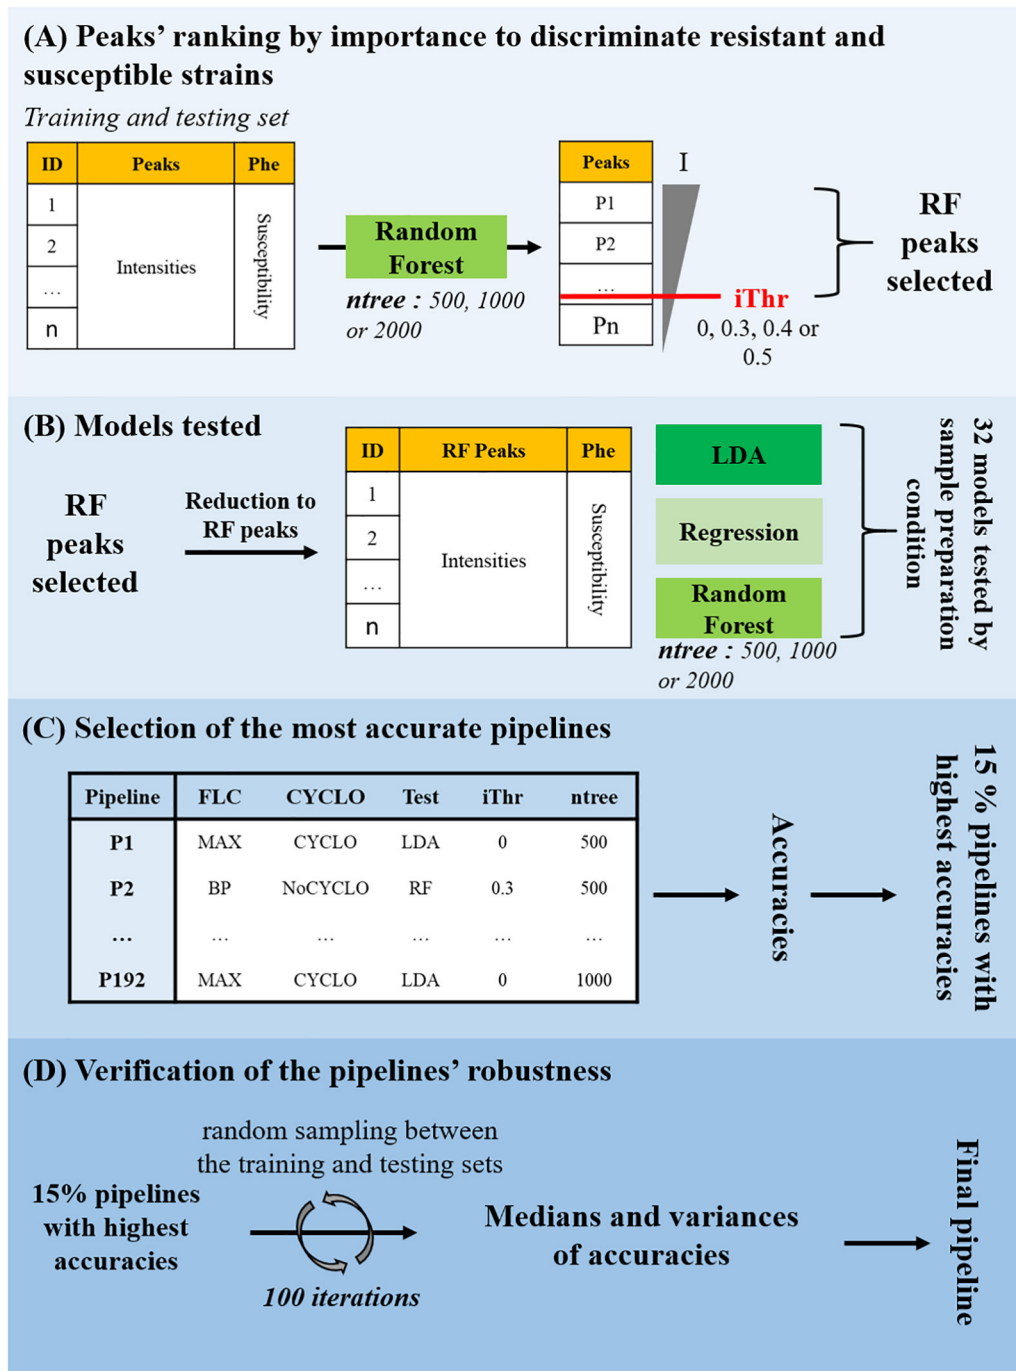 (A) Peaks’ ranking by importance to discriminate resistant and
susceptible strains
Training and testing set
ID Peaks Phe
1
2
...
n
Intensities
Susceptibility
Random
Forest
ntree : 500, 1000
or 2000
Peaks
P1
P2
...
Pn
I
iThr
0, 0.3, 0.4 or
0.5
RF
peaks
selected
(B) Models tested
RF
peaks
selected
Reduction to
RF peaks
ID RF Peaks Phe
1
2
...
n
Intensities
Susceptibility
LDA
Regression
Random
Forest
ntree : 500, 1000
or 2000
32 models tested by
sample preparation
condition
(C) Selection of the most accurate pipelines
Pipeline FLC CYCLO Test iThr ntree
P1 MAX CYCLO LDA 0 500
P2 BP NoCYCLO RF 0.3 500
... ... ... ... ... ...
P192 MAX CYCLO LDA 0 1000
Accuracies
15 % pipelines with
highest accuracies
(D) Verification of the pipelines’ robustness
random sampling between
the training and testing sets
15% pipelines
with highest
accuracies
100 iterations
Medians and variances
of accuracies
Final pipeline